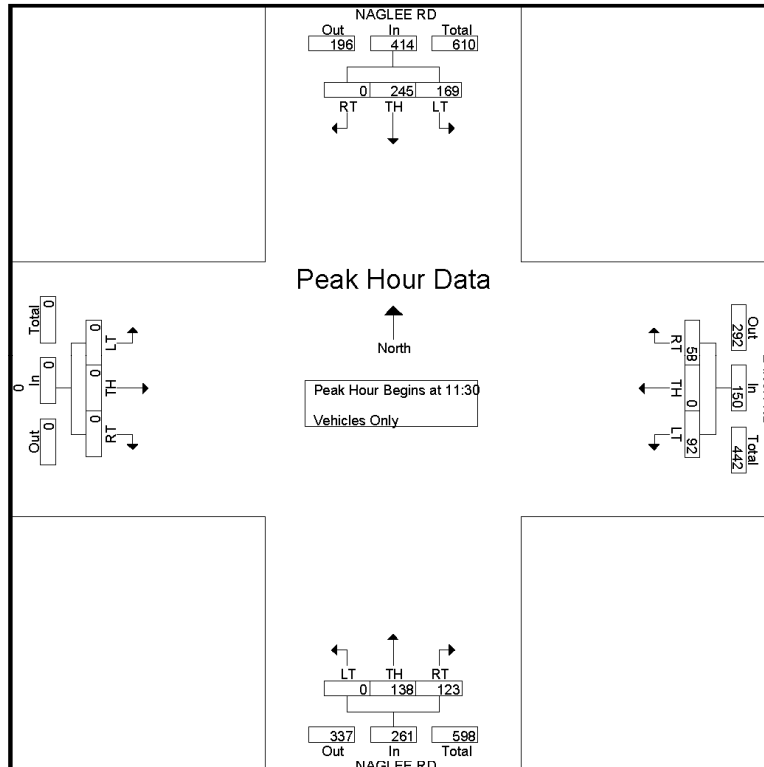 NAGLEE RD
Out In Total
196 414 610
0 245 169
RT TH LT
Peak Hour Data
North
Peak Hour Begins at 11:30
Vehicles Only
Total In Out
0 0 0
0
LT TH RT
0 0 0
RT TH LT
58 0 92
Out In Total
292 150 442
LT TH RT
0 138 123
337 261 598
Out In Total
NAGLEE RD